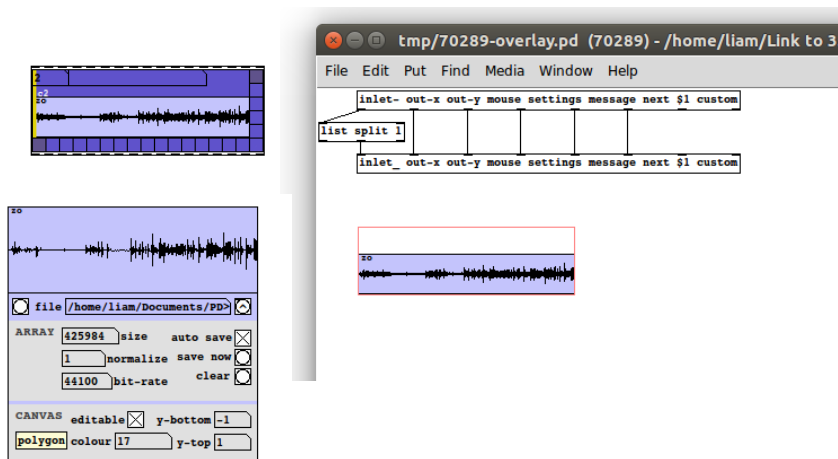 2
c2
zo
zo
file /home/liam/Documents/PD>
ARRAY 425984 size auto save
1 normalize save now
44100 bit-rate clear
CANVAS editable y-bottom -1
polygon colour 17 y-top 1
tmp/70289-overlay.pd (70289) - /home/liam/Link to 3
File Edit Put Find Media Window Help
inlet- out-x out-y mouse settings message next $1 custom
list split 1
inlet_ out-x out-y mouse settings message next $1 custom
zo